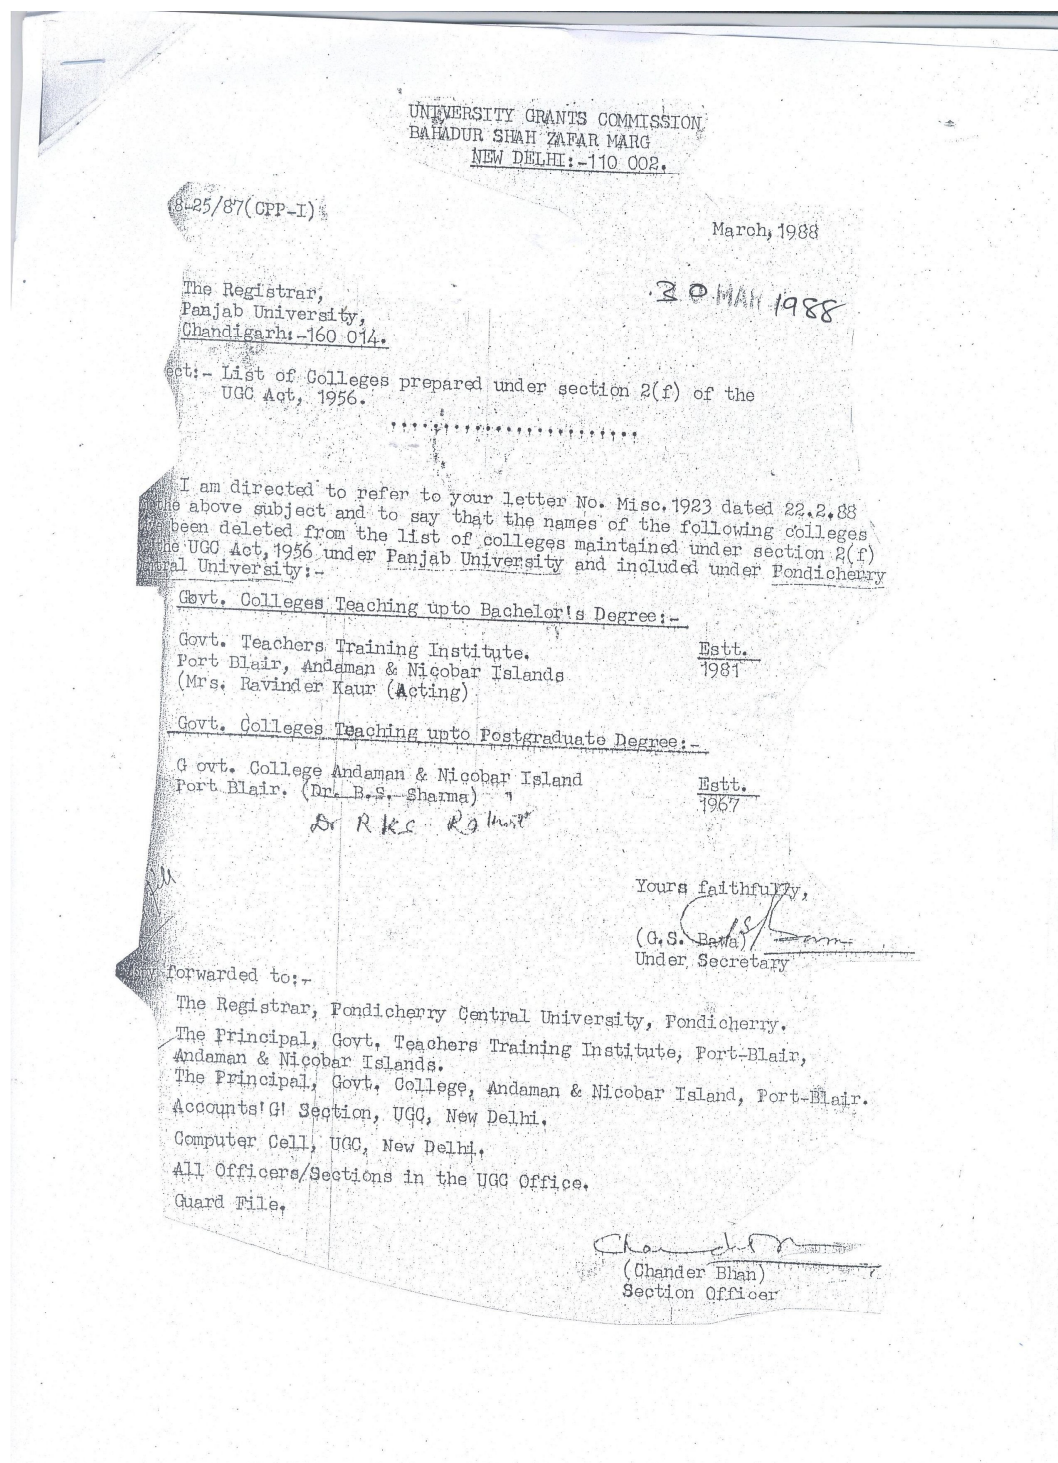 UNIVERSITY GRANTS COMMISSION
BAHADUR SHAH ZAFAR MARG
NEW DELHI:-110 002.
8-25/87(CPP-I)
March, 1988
30 MAR 1988
The Registrar,
Panjab University,
Chandigarh:-160 014.
ect:- List of Colleges prepared under section 2(f) of the
UGC Act, 1956.
.......................
I am directed to refer to your letter No. Misc.1923 dated 22.2.88
the above subject and to say that the names of the following colleges
been deleted from the list of colleges maintained under section 2(f)
the UGC Act,1956 under Panjab University and included under Pondicherry
ral University:-
Govt. Colleges Teaching upto Bachelor's Degree:-
Govt. Teachers Training Institute. Estt.
Port Blair, Andaman & Nicobar Islands 1981
(Mrs. Ravinder Kaur (Acting)
Govt. Colleges Teaching upto Postgraduate Degree:-
G ovt. College Andaman & Nicobar Island Estt.
Port Blair. (Dr. B.S. Sharma) 1967
Dr R K
Yours faithfully,
(G.S. Bawa)
Under Secretary
forwarded to:-
The Registrar, Pondicherry Central University, Pondicherry.
The Principal, Govt. Teachers Training Institute, Port-Blair,
Andaman & Nicobar Islands.
The Principal, Govt. College, Andaman & Nicobar Island, Port-Blair.
Accounts'G' Section, UGC, New Delhi.
Computer Cell, UGC, New Delhi.
All Officers/Sections in the UGC Office.
Guard File.
(Chander Bhan)
Section Officer